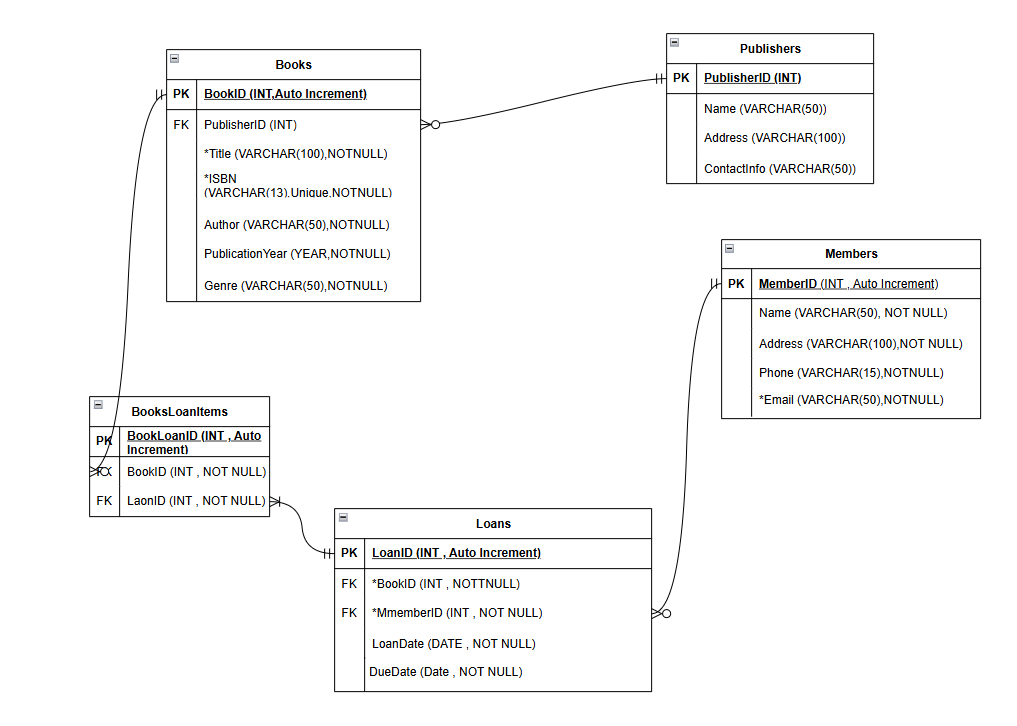 Books
PK BookID (INT,Auto Increment)
FK PublisherID (INT)
*Title (VARCHAR(100),NOTNULL)
*ISBN
(VARCHAR(13),Unique,NOTNULL)
Author (VARCHAR(50),NOTNULL)
PublicationYear (YEAR,NOTNULL)
Genre (VARCHAR(50),NOTNULL)
Publishers
PK PublisherID (INT)
Name (VARCHAR(50))
Address (VARCHAR(100))
ContactInfo (VARCHAR(50))
Members
PK MemberID (INT , Auto Increment)
Name (VARCHAR(50), NOT NULL)
Address (VARCHAR(100),NOT NULL)
Phone (VARCHAR(15),NOTNULL)
*Email (VARCHAR(50),NOTNULL)
BooksLoanItems
PK BookLoanID (INT , Auto
Increment)
BookID (INT , NOT NULL)
FK LaonID (INT , NOT NULL)
Loans
PK LoanID (INT , Auto Increment)
FK *BookID (INT , NOTTNULL)
FK *MmemberID (INT , NOT NULL)
LoanDate (DATE , NOT NULL)
DueDate (Date , NOT NULL)